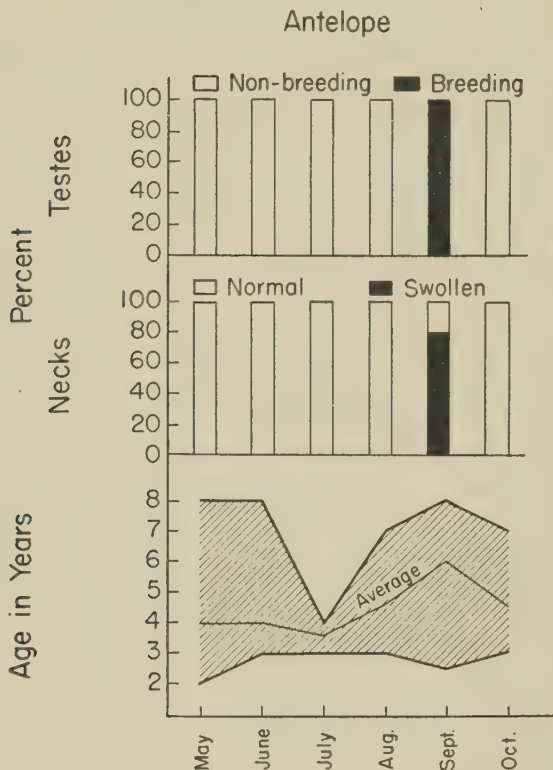 Antelope
Non-breeding Breeding
Percent
Testes
100
80
60
40
20
0
Normal Swollen
Necks
100
80
60
40
20
0
Age in Years
8
7
6
5
4
3
2
Average
May June July Aug. Sept. Oct.